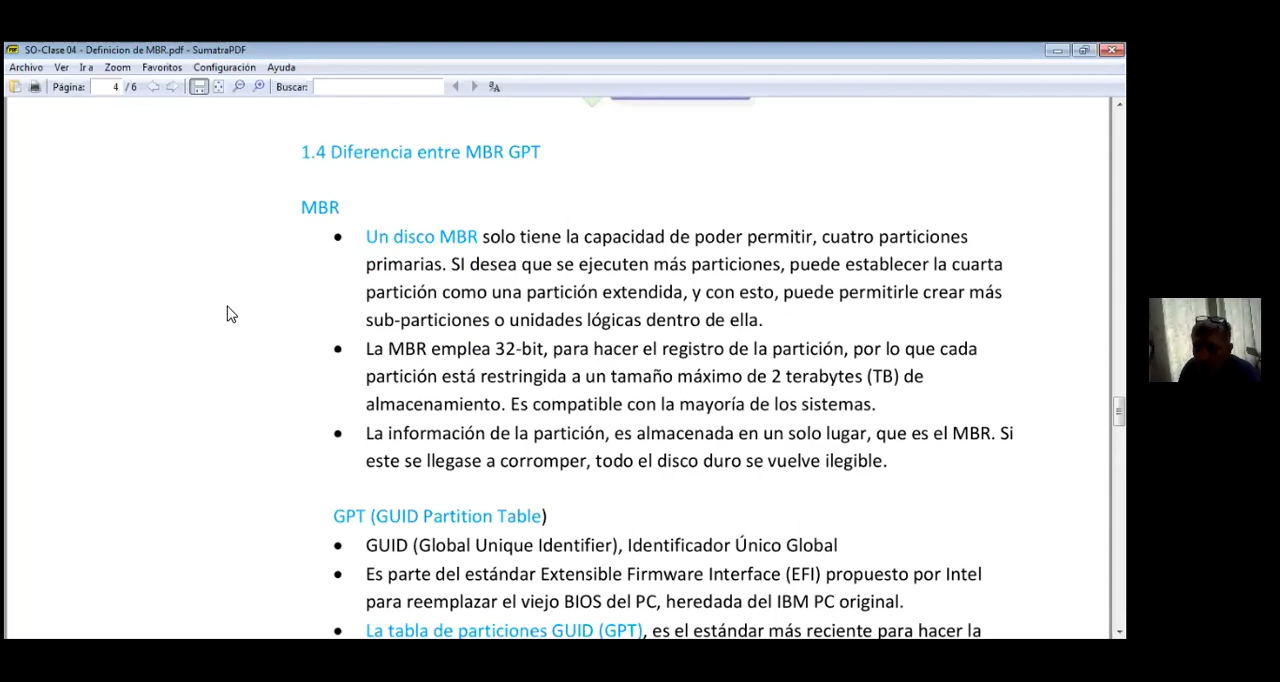 SO-Clase 04 - Definicion de MBR.pdf - SumatraPDF
Archivo Ver Ir a Zoom Favoritos Configuración Ayuda
Página: 4 / 6 Buscar:
1.4 Diferencia entre MBR GPT
MBR
• Un disco MBR solo tiene la capacidad de poder permitir, cuatro particiones
primarias. SI desea que se ejecuten más particiones, puede establecer la cuarta
partición como una partición extendida, y con esto, puede permitirle crear más
sub-particiones o unidades lógicas dentro de ella.
• La MBR emplea 32-bit, para hacer el registro de la partición, por lo que cada
partición está restringida a un tamaño máximo de 2 terabytes (TB) de
almacenamiento. Es compatible con la mayoría de los sistemas.
• La información de la partición, es almacenada en un solo lugar, que es el MBR. Si
este se llegase a corromper, todo el disco duro se vuelve ilegible.
GPT (GUID Partition Table)
• GUID (Global Unique Identifier), Identificador Único Global
• Es parte del estándar Extensible Firmware Interface (EFI) propuesto por Intel
para reemplazar el viejo BIOS del PC, heredada del IBM PC original.
• La tabla de particiones GUID (GPT), es el estándar más reciente para hacer la